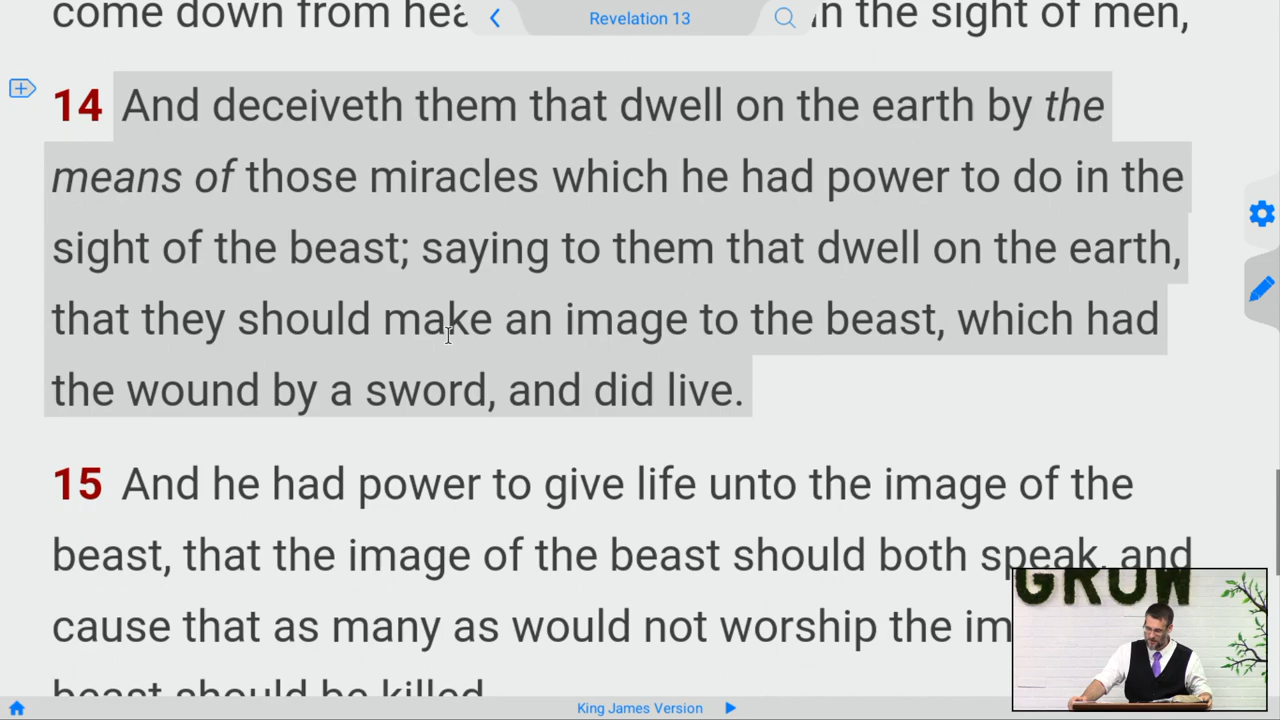 come down from hea
Revelation 13
in the sight of men,
14 And deceiveth them that dwell on the earth by the
means of those miracles which he had power to do in the
sight of the beast; saying to them that dwell on the earth,
that they should make an image to the beast, which had
the wound by a sword, and did live.
15 And he had power to give life unto the image of the
beast, that the image of the beast should both speak, and
cause that as many as would not worship the im
beast should be killed
GROW
King James Version